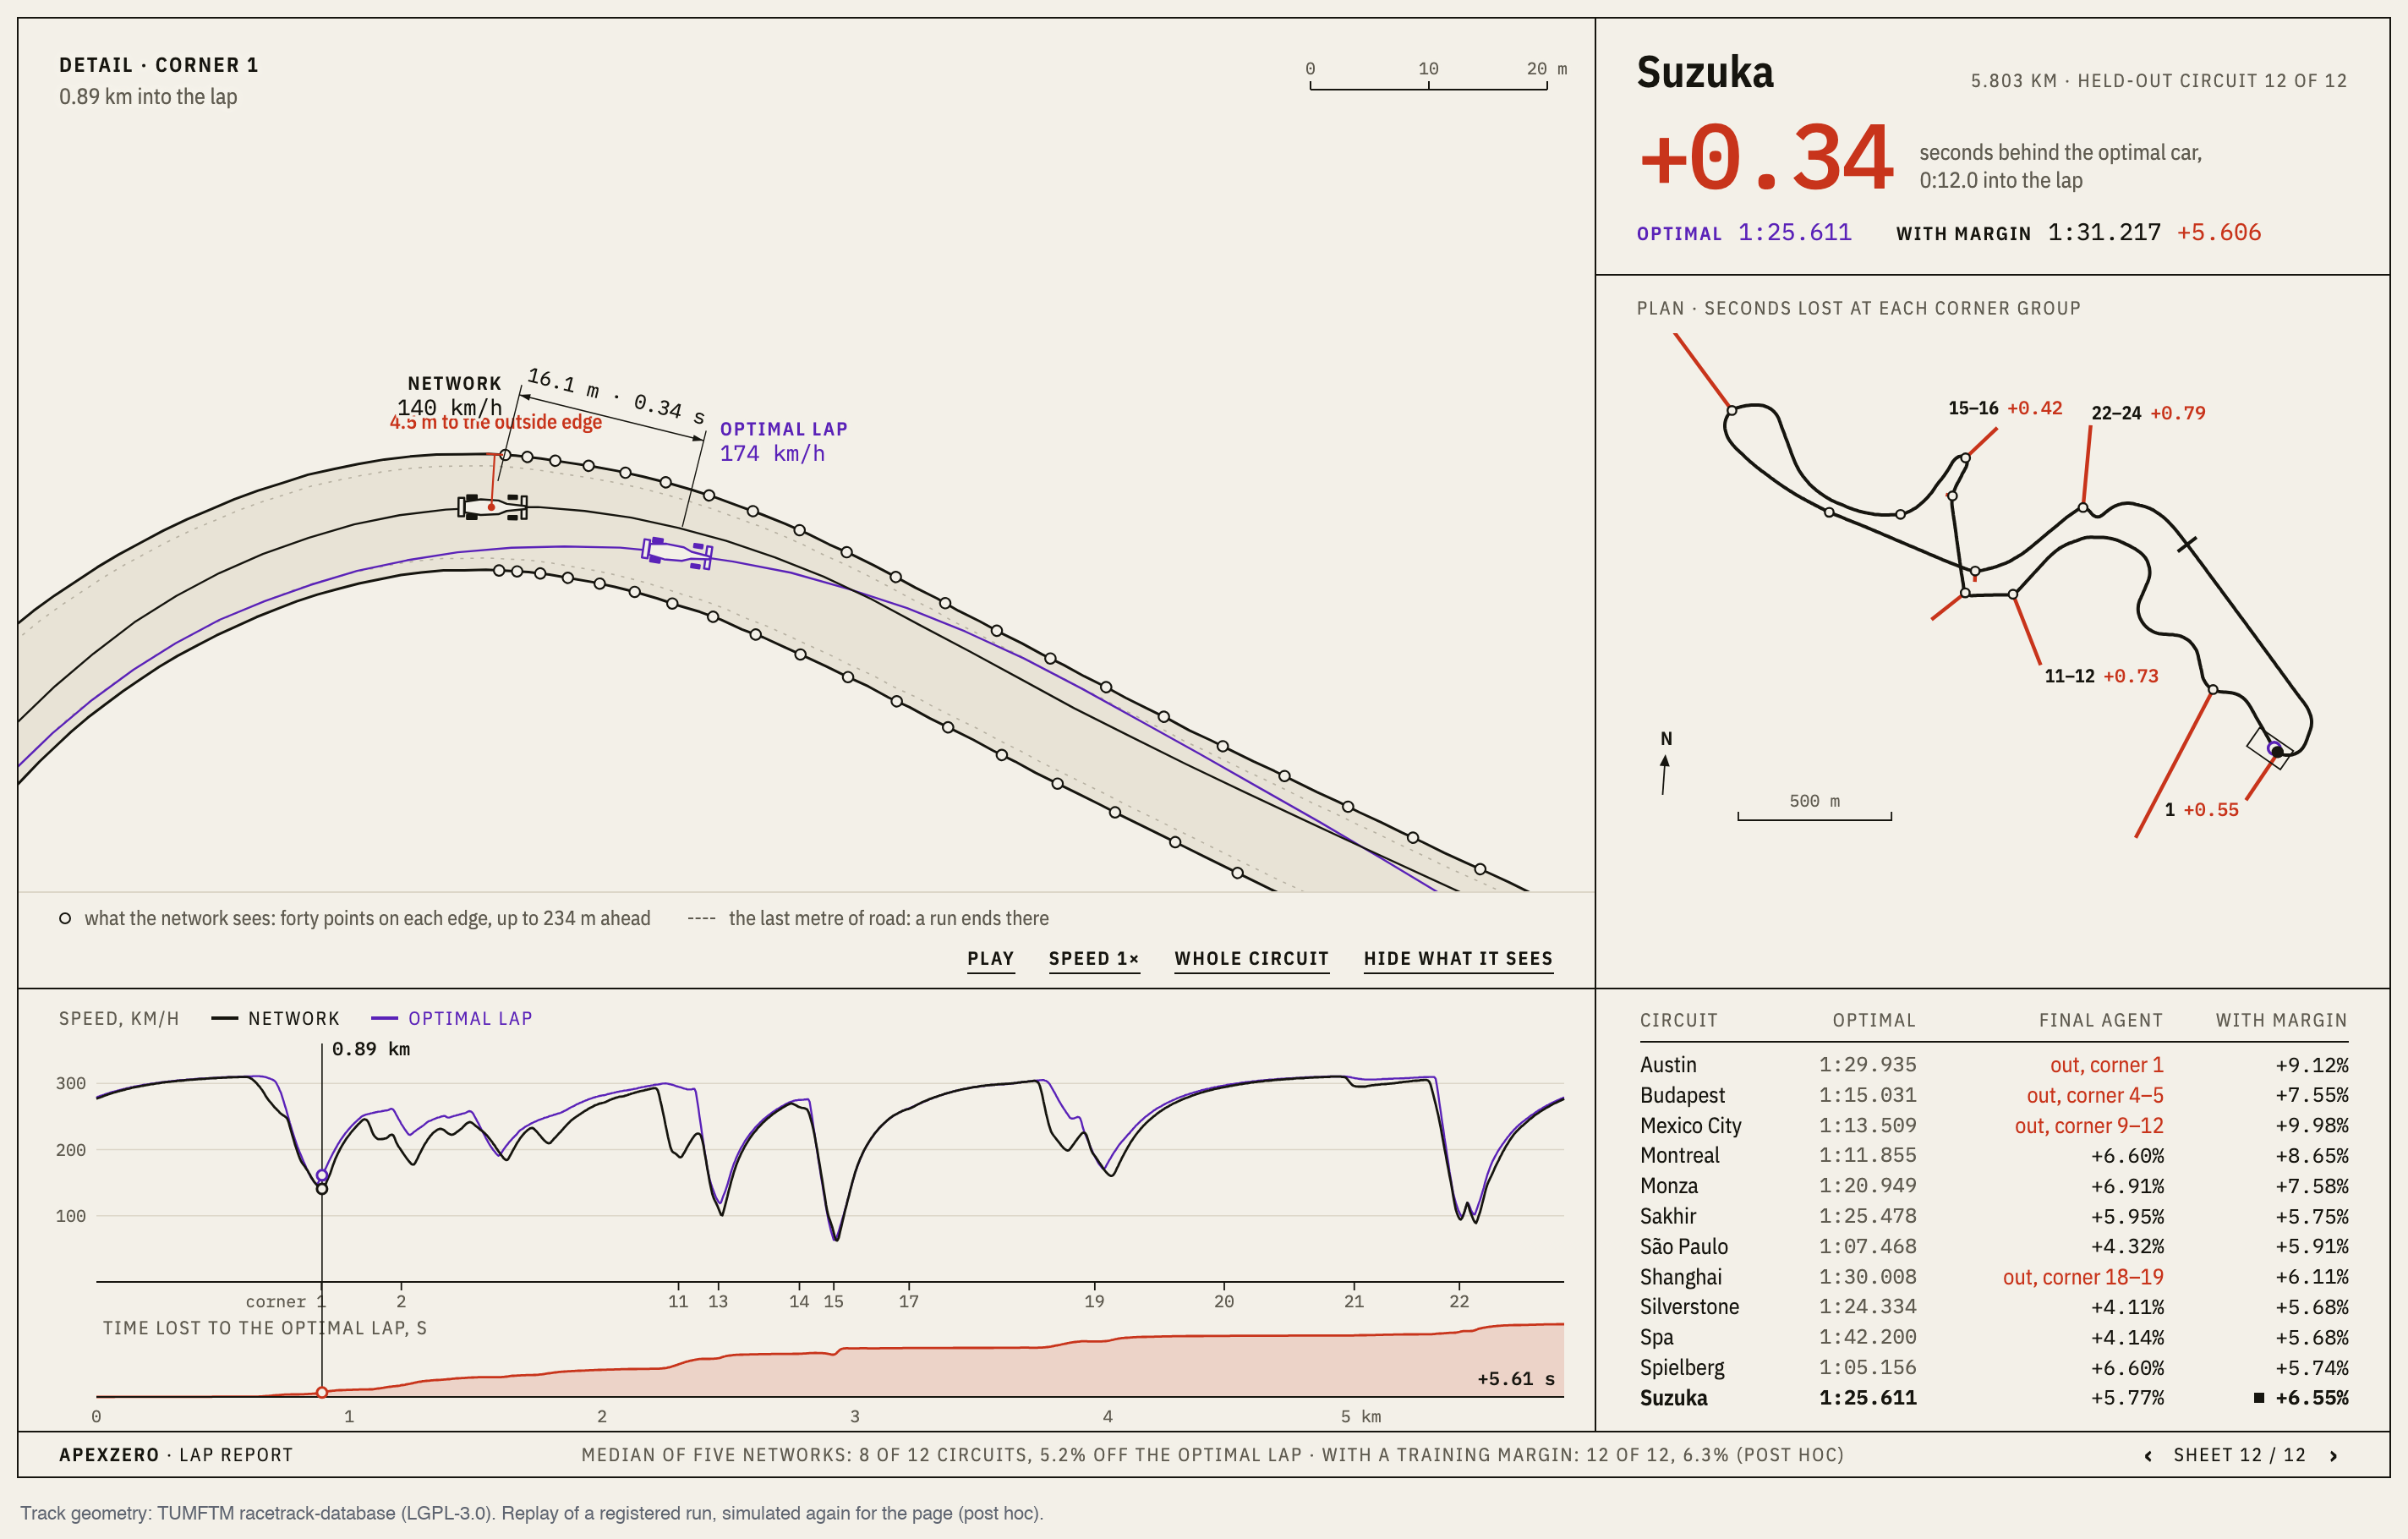 DETAIL · CORNER 1
0.89 km into the lap
0 10 20 m
NETWORK
140 km/h
4.5 m to the outside edge
16.1 m · 0.34 s
OPTIMAL LAP
174 km/h
what the network sees: forty points on each edge, up to 234 m ahead
the last metre of road: a run ends there
PLAY SPEED 1× WHOLE CIRCUIT HIDE WHAT IT SEES
Suzuka
5.803 KM · HELD-OUT CIRCUIT 12 OF 12
+0.34
seconds behind the optimal car,
0:12.0 into the lap
OPTIMAL 1:25.611 WITH MARGIN 1:31.217 +5.606
PLAN · SECONDS LOST AT EACH CORNER GROUP
15–16 +0.42
22–24 +0.79
11–12 +0.73
1 +0.55
N
500 m
SPEED, KM/H NETWORK OPTIMAL LAP
0.89 km
300
200
100
corner 1 2 11 13 14 15 17 19 20 21 22
TIME LOST TO THE OPTIMAL LAP, S
+5.61 s
0 1 2 3 4 5 km
CIRCUIT OPTIMAL FINAL AGENT WITH MARGIN
Austin 1:29.935 out, corner 1 +9.12%
Budapest 1:15.031 out, corner 4–5 +7.55%
Mexico City 1:13.509 out, corner 9–12 +9.98%
Montreal 1:11.855 +6.60% +8.65%
Monza 1:20.949 +6.91% +7.58%
Sakhir 1:25.478 +5.95% +5.75%
São Paulo 1:07.468 +4.32% +5.91%
Shanghai 1:30.008 out, corner 18–19 +6.11%
Silverstone 1:24.334 +4.11% +5.68%
Spa 1:42.200 +4.14% +5.68%
Spielberg 1:05.156 +6.60% +5.74%
Suzuka 1:25.611 +5.77% +6.55%
APEXZERO · LAP REPORT
MEDIAN OF FIVE NETWORKS: 8 OF 12 CIRCUITS, 5.2% OFF THE OPTIMAL LAP · WITH A TRAINING MARGIN: 12 OF 12, 6.3% (POST HOC)
‹ SHEET 12 / 12 ›
Track geometry: TUMFTM racetrack-database (LGPL-3.0). Replay of a registered run, simulated again for the page (post hoc).